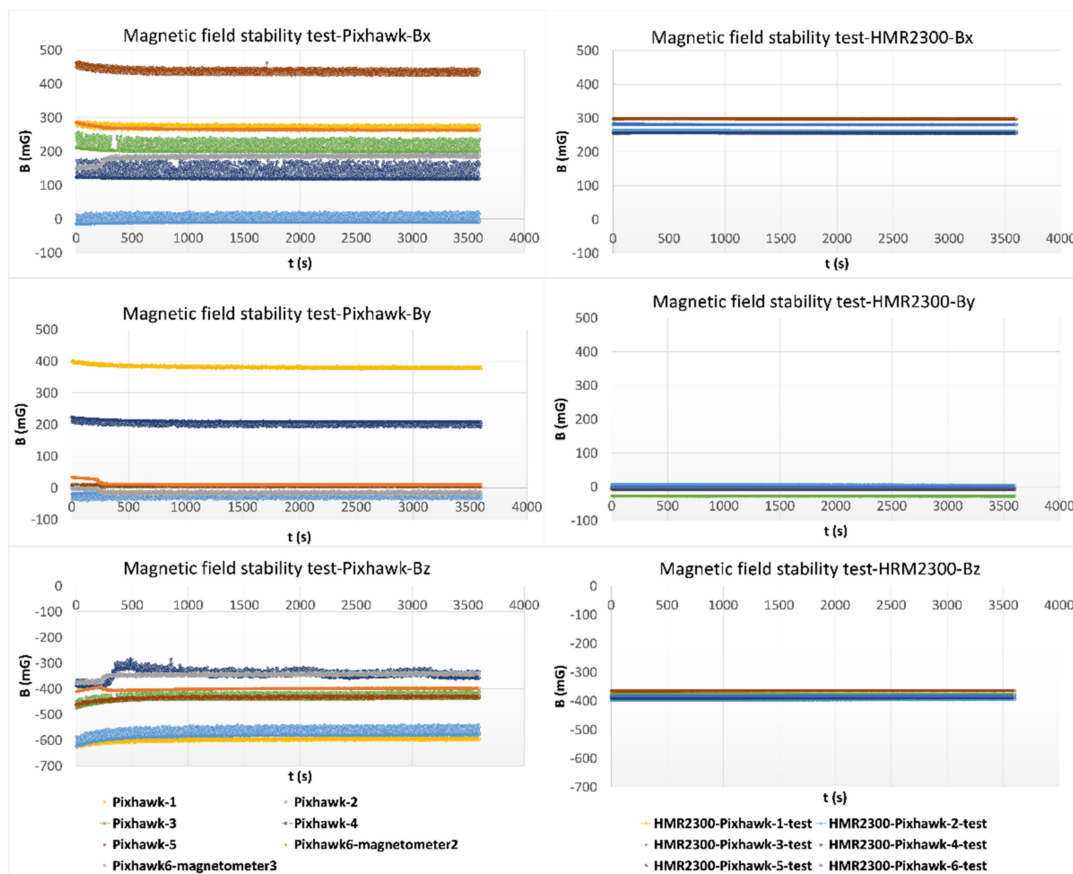 Magnetic field stability test-Pixhawk-Bx
500
400
300
200
100
0
-100
B (mG)
0 500 1000 1500 2000 2500 3000 3500 4000
t (s)
Magnetic field stability test-HMR2300-Bx
500
400
300
200
100
0
-100
B (mG)
0 500 1000 1500 2000 2500 3000 3500 4000
t (s)
Magnetic field stability test-Pixhawk-By
500
400
300
200
100
0
-100
B (mG)
0 500 1000 1500 2000 2500 3000 3500 4000
t (s)
Magnetic field stability test-HMR2300-By
500
400
300
200
100
0
-100
B (mG)
0 500 1000 1500 2000 2500 3000 3500 4000
t (s)
Magnetic field stability test-Pixhawk-Bz
0 500 1000 1500 2000 2500 3000 3500 4000
0
-100
-200
-300
-400
-500
-600
-700
B (mG)
t (s)
Pixhawk-1 Pixhawk-2
Pixhawk-3 Pixhawk-4
Pixhawk-5 Pixhawk6-magnetometer2
Pixhawk6-magnetometer3
Magnetic field stability test-HRM2300-Bz
0 500 1000 1500 2000 2500 3000 3500 4000
0
-100
-200
-300
-400
-500
-600
-700
B (mG)
t (s)
HMR2300-Pixhawk-1-test HMR2300-Pixhawk-2-test
HMR2300-Pixhawk-3-test HMR2300-Pixhawk-4-test
HMR2300-Pixhawk-5-test HMR2300-Pixhawk-6-test